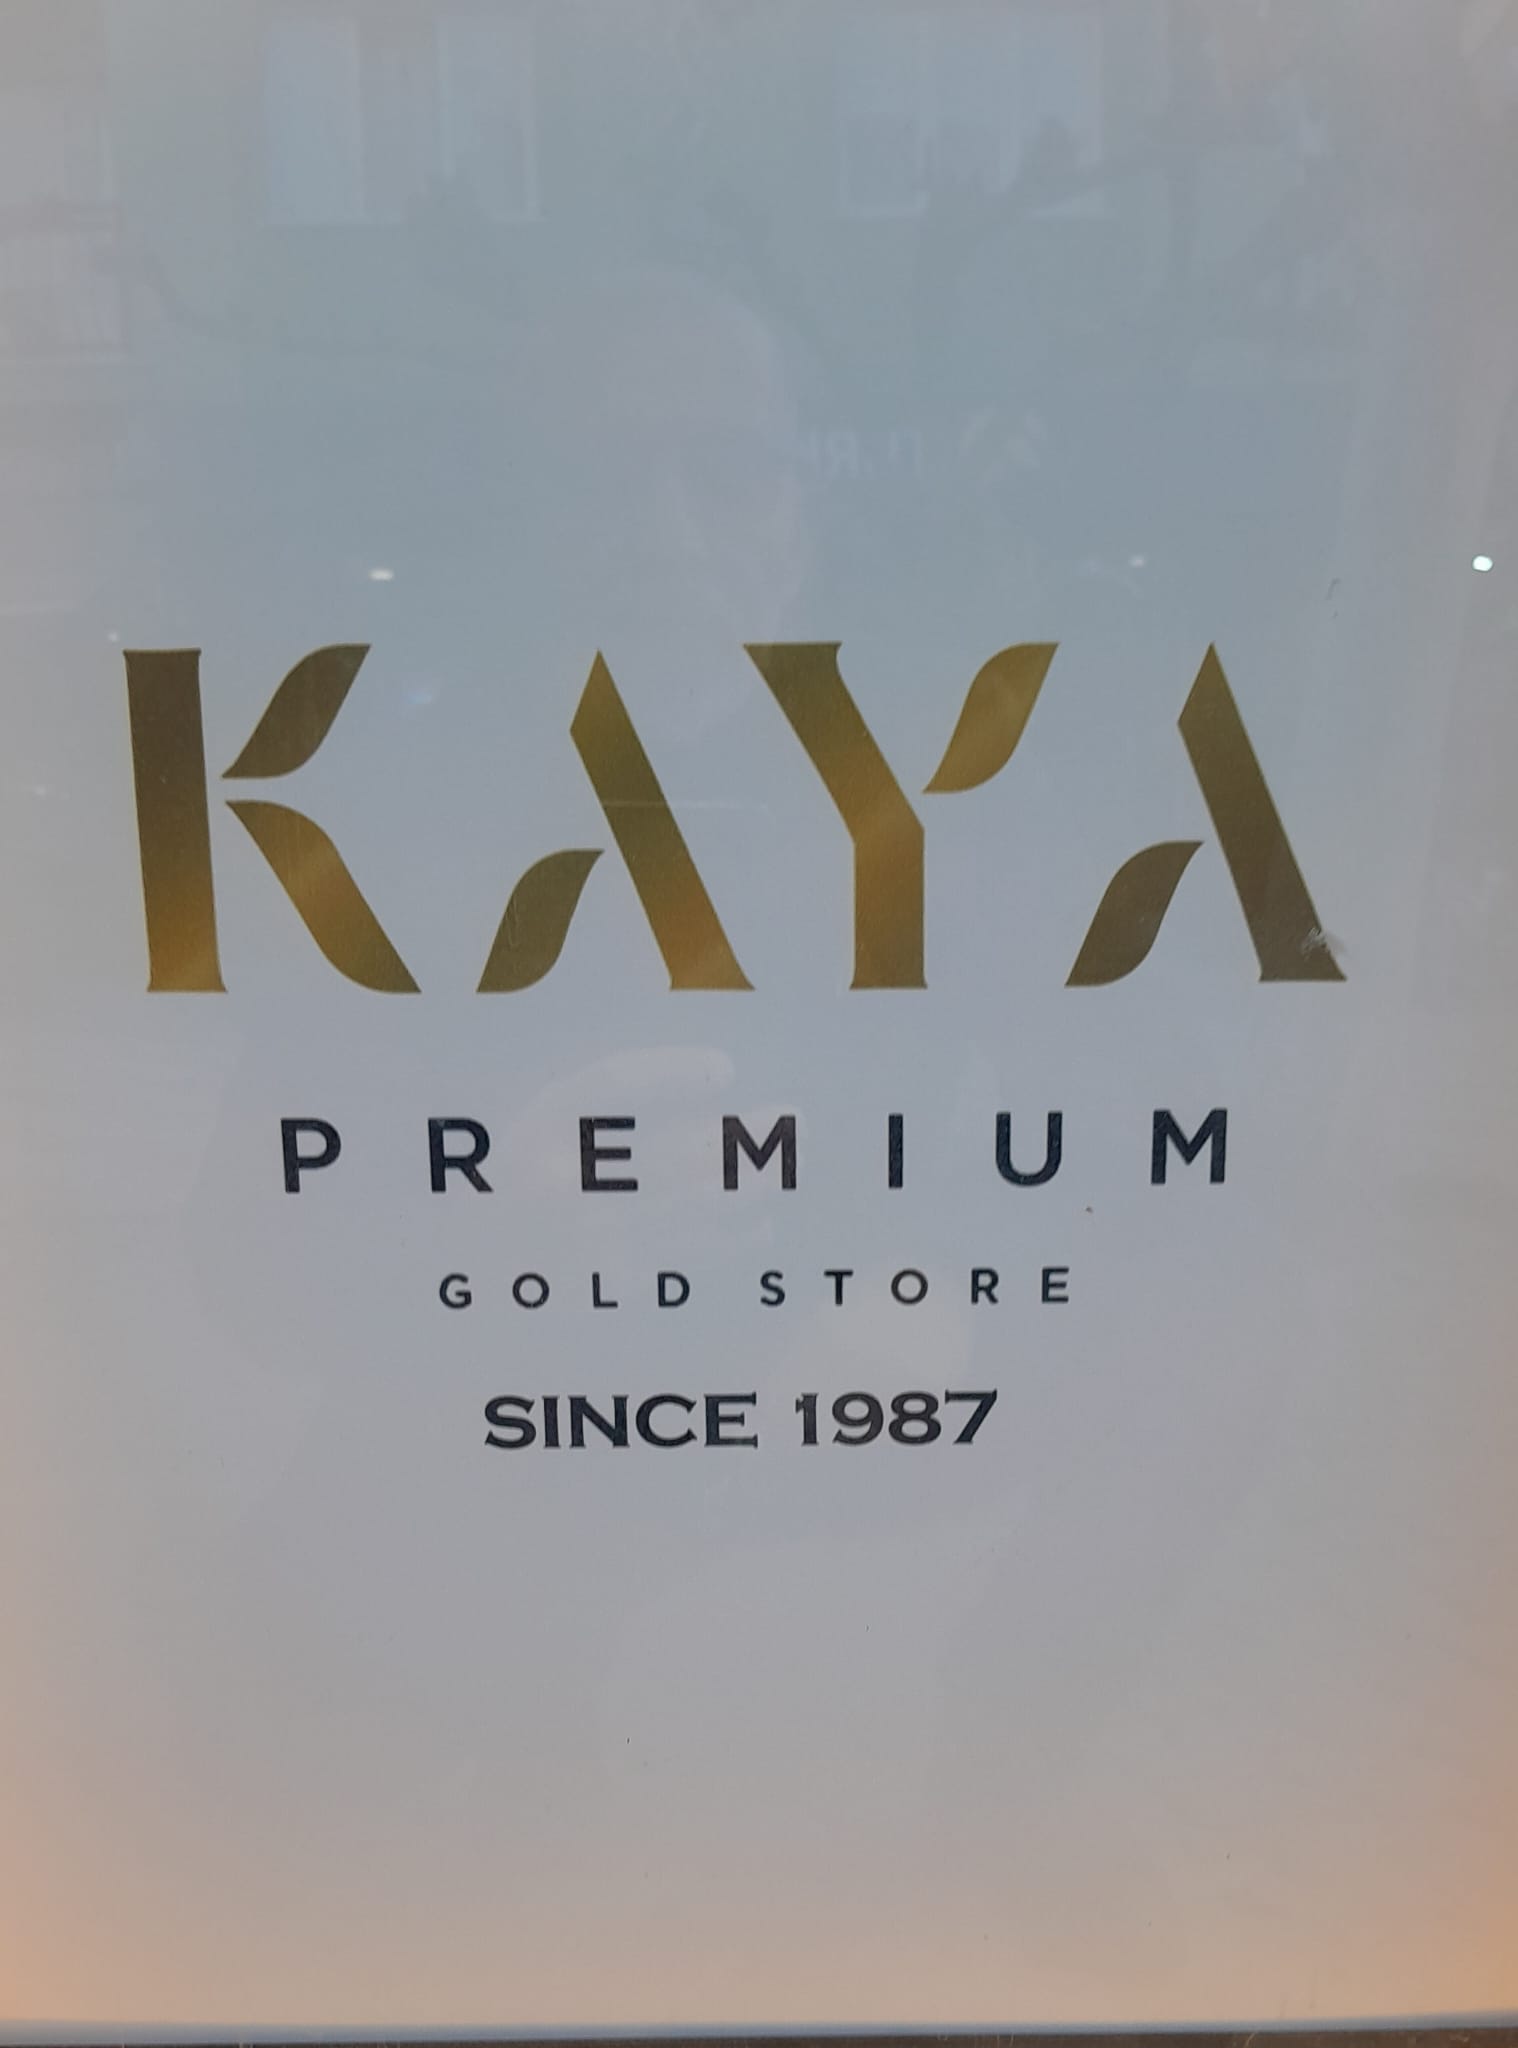 KAYA
PREMIUM
GOLD STORE
SINCE 1987